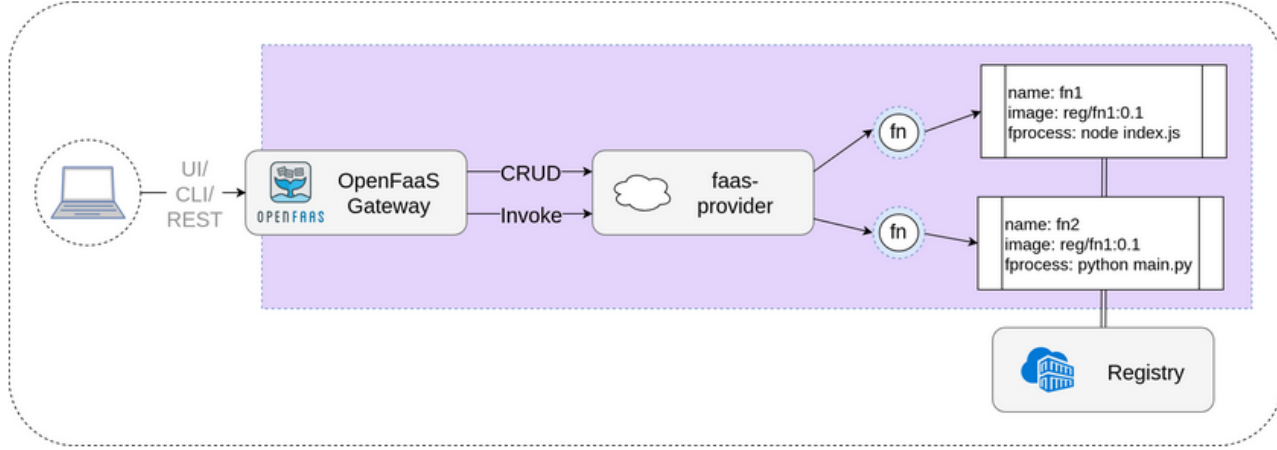 UI/
CLI/
REST
OPENFAAS
OpenFaaS
Gateway
CRUD
Invoke
faas-
provider
fn
fn
name: fn1
image: reg/fn1:0.1
fprocess: node index.js
name: fn2
image: reg/fn1:0.1
fprocess: python main.py
Registry